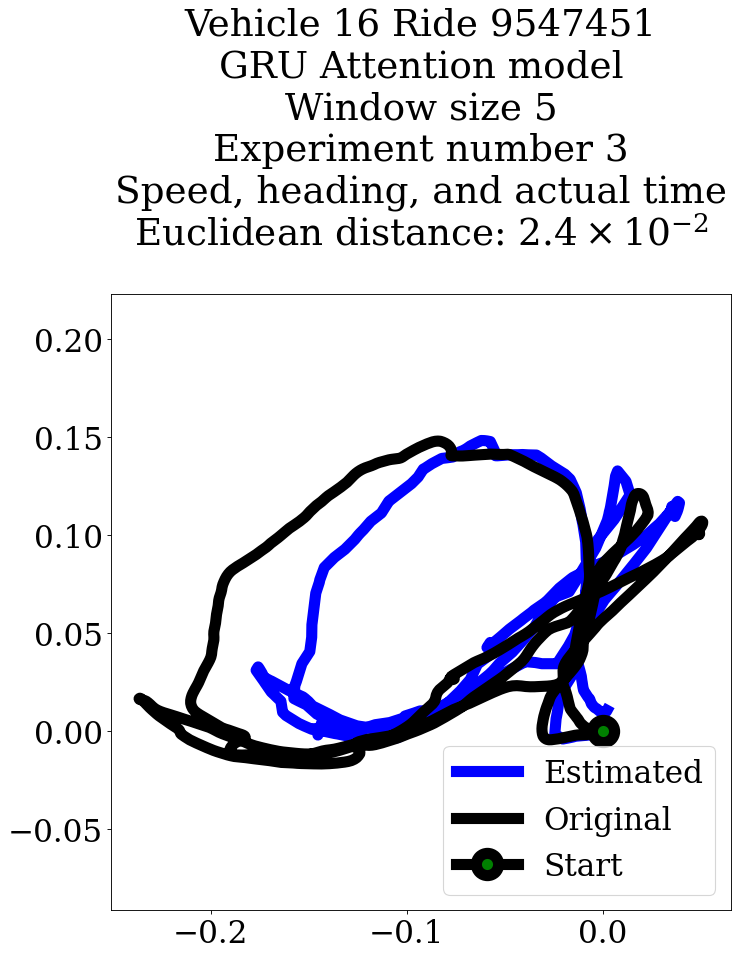 Vehicle 16 Ride 9547451
GRU Attention model
Window size 5
Experiment number 3
Speed, heading, and actual time
Euclidean distance: 2.4 × 10⁻²
0.20
0.15
0.10
0.05
0.00
−0.05
−0.2
−0.1
0.0
Estimated
Original
Start